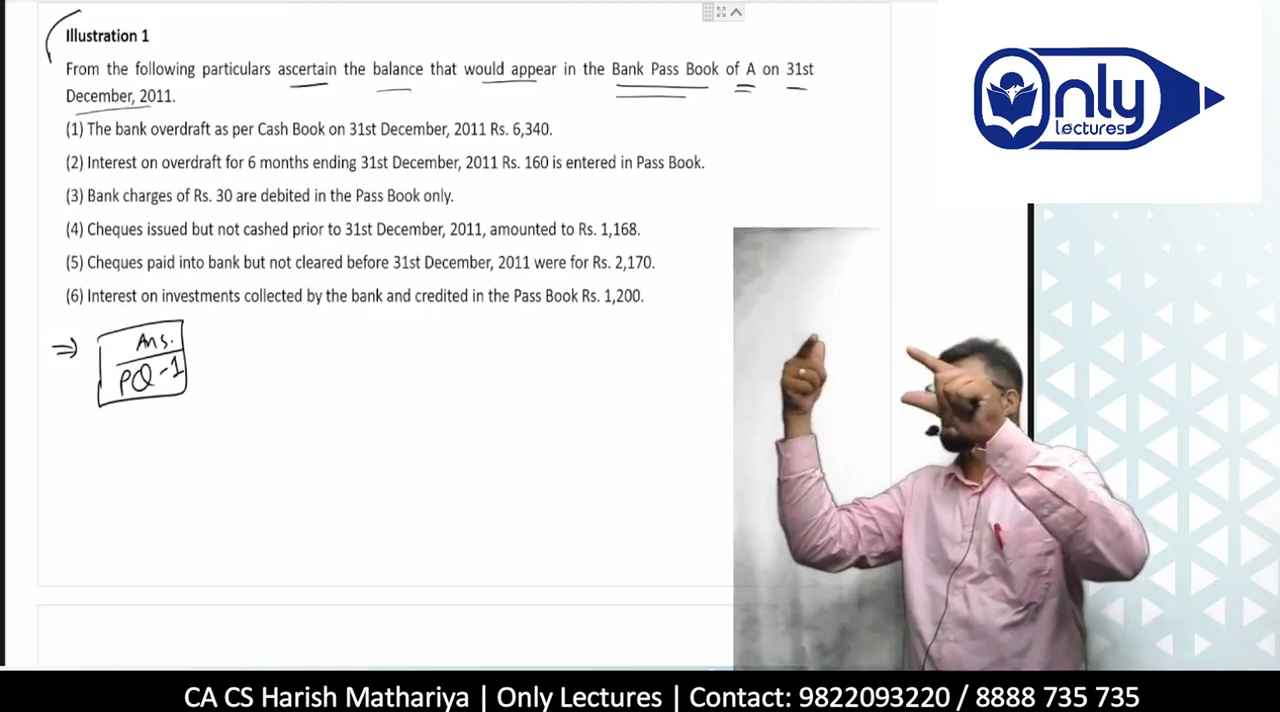 Illustration 1
From the following particulars ascertain the balance that would appear in the Bank Pass Book of A on 31st
December, 2011.
(1) The bank overdraft as per Cash Book on 31st December, 2011 Rs. 6,340.
(2) Interest on overdraft for 6 months ending 31st December, 2011 Rs. 160 is entered in Pass Book.
(3) Bank charges of Rs. 30 are debited in the Pass Book only.
(4) Cheques issued but not cashed prior to 31st December, 2011, amounted to Rs. 1,168.
(5) Cheques paid into bank but not cleared before 31st December, 2011 were for Rs. 2,170.
(6) Interest on investments collected by the bank and credited in the Pass Book Rs. 1,200.
⇒ Ans.
PQ-1
Only
Lectures
CA CS Harish Mathariya | Only Lectures | Contact: 9822093220 / 8888 735 735